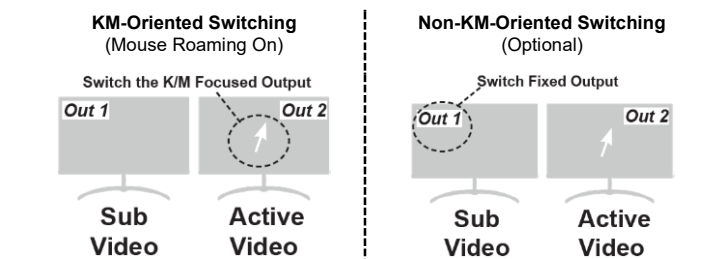 KM-Oriented Switching
(Mouse Roaming On)
Switch the K/M Focused Output
Out 1
Out 2
Sub
Video
Active
Video
Non-KM-Oriented Switching
(Optional)
Switch Fixed Output
Out 1
Out 2
Sub
Video
Active
Video